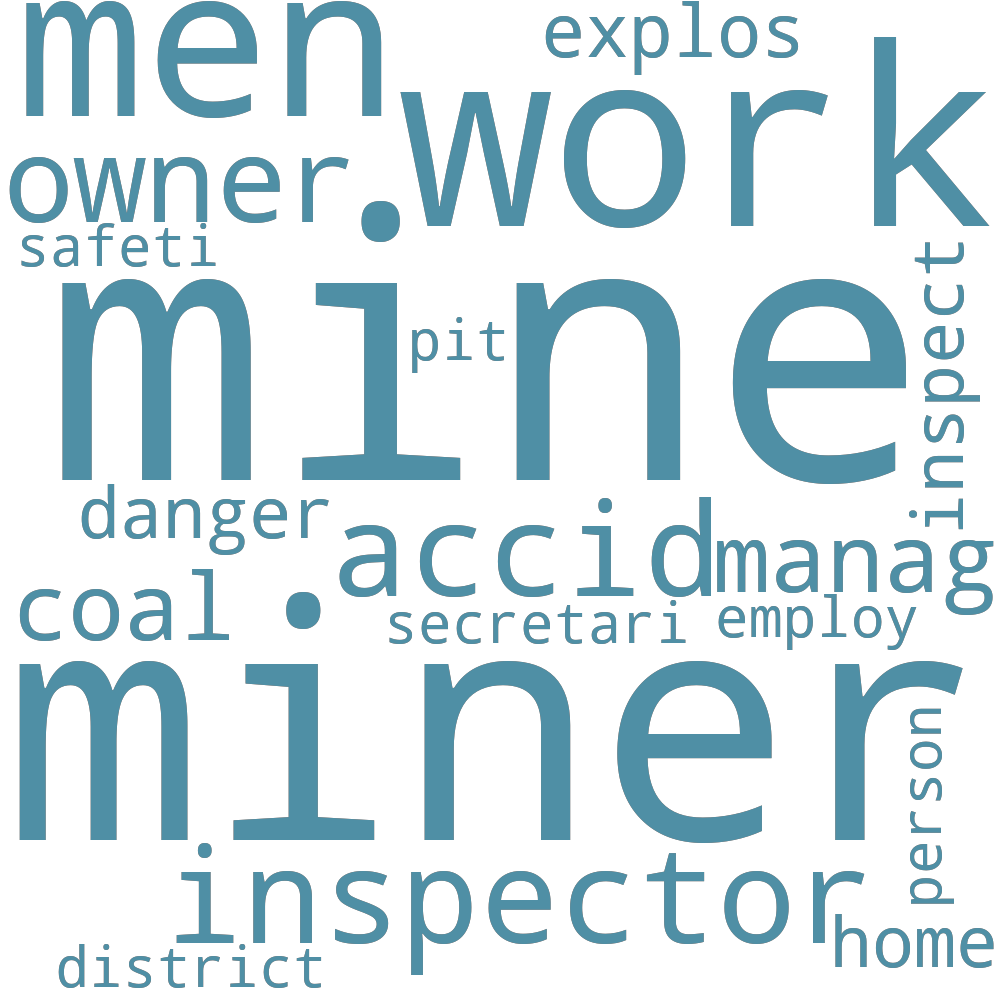 men
explos
work
owner
safeti
mine
pit
inspect
danger
accid
manag
coal
secretari
employ
miner
person
inspector
home
district